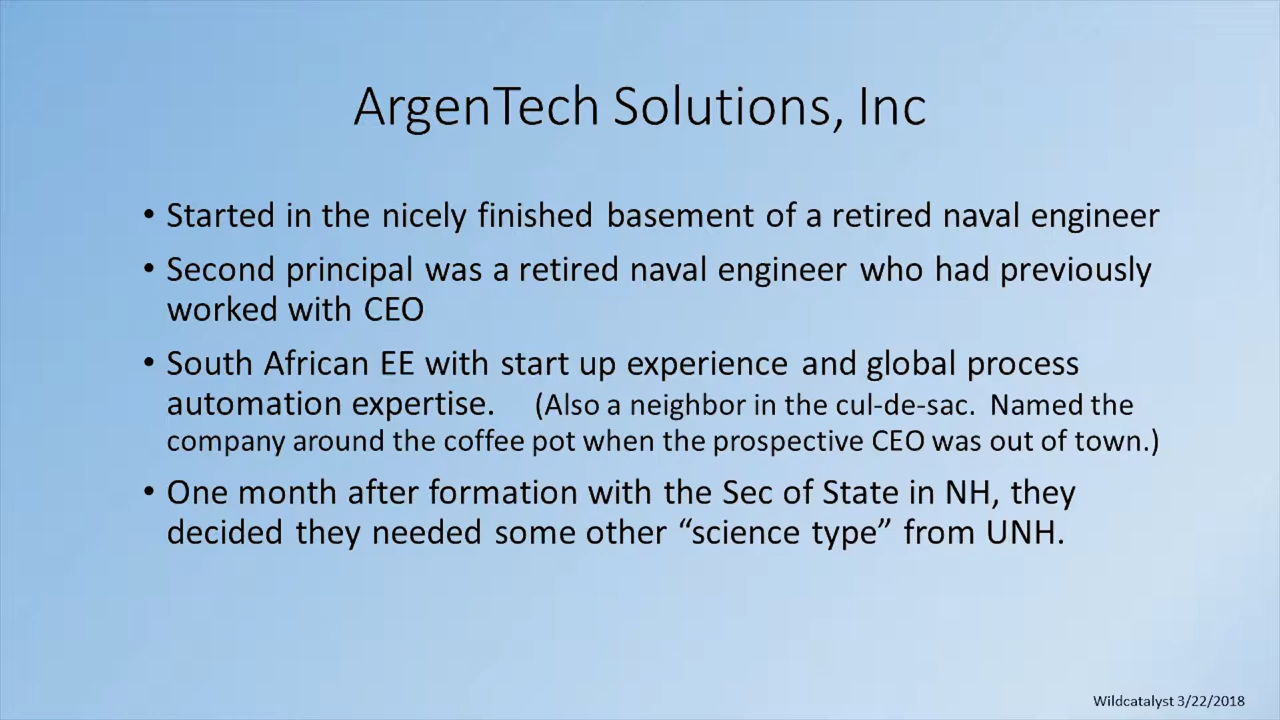 ArgenTech Solutions, Inc
• Started in the nicely finished basement of a retired naval engineer
• Second principal was a retired naval engineer who had previously
worked with CEO
• South African EE with start up experience and global process
automation expertise. (Also a neighbor in the cul-de-sac. Named the
company around the coffee pot when the prospective CEO was out of town.)
• One month after formation with the Sec of State in NH, they
decided they needed some other “science type” from UNH.
Wildcatalyst 3/22/2018